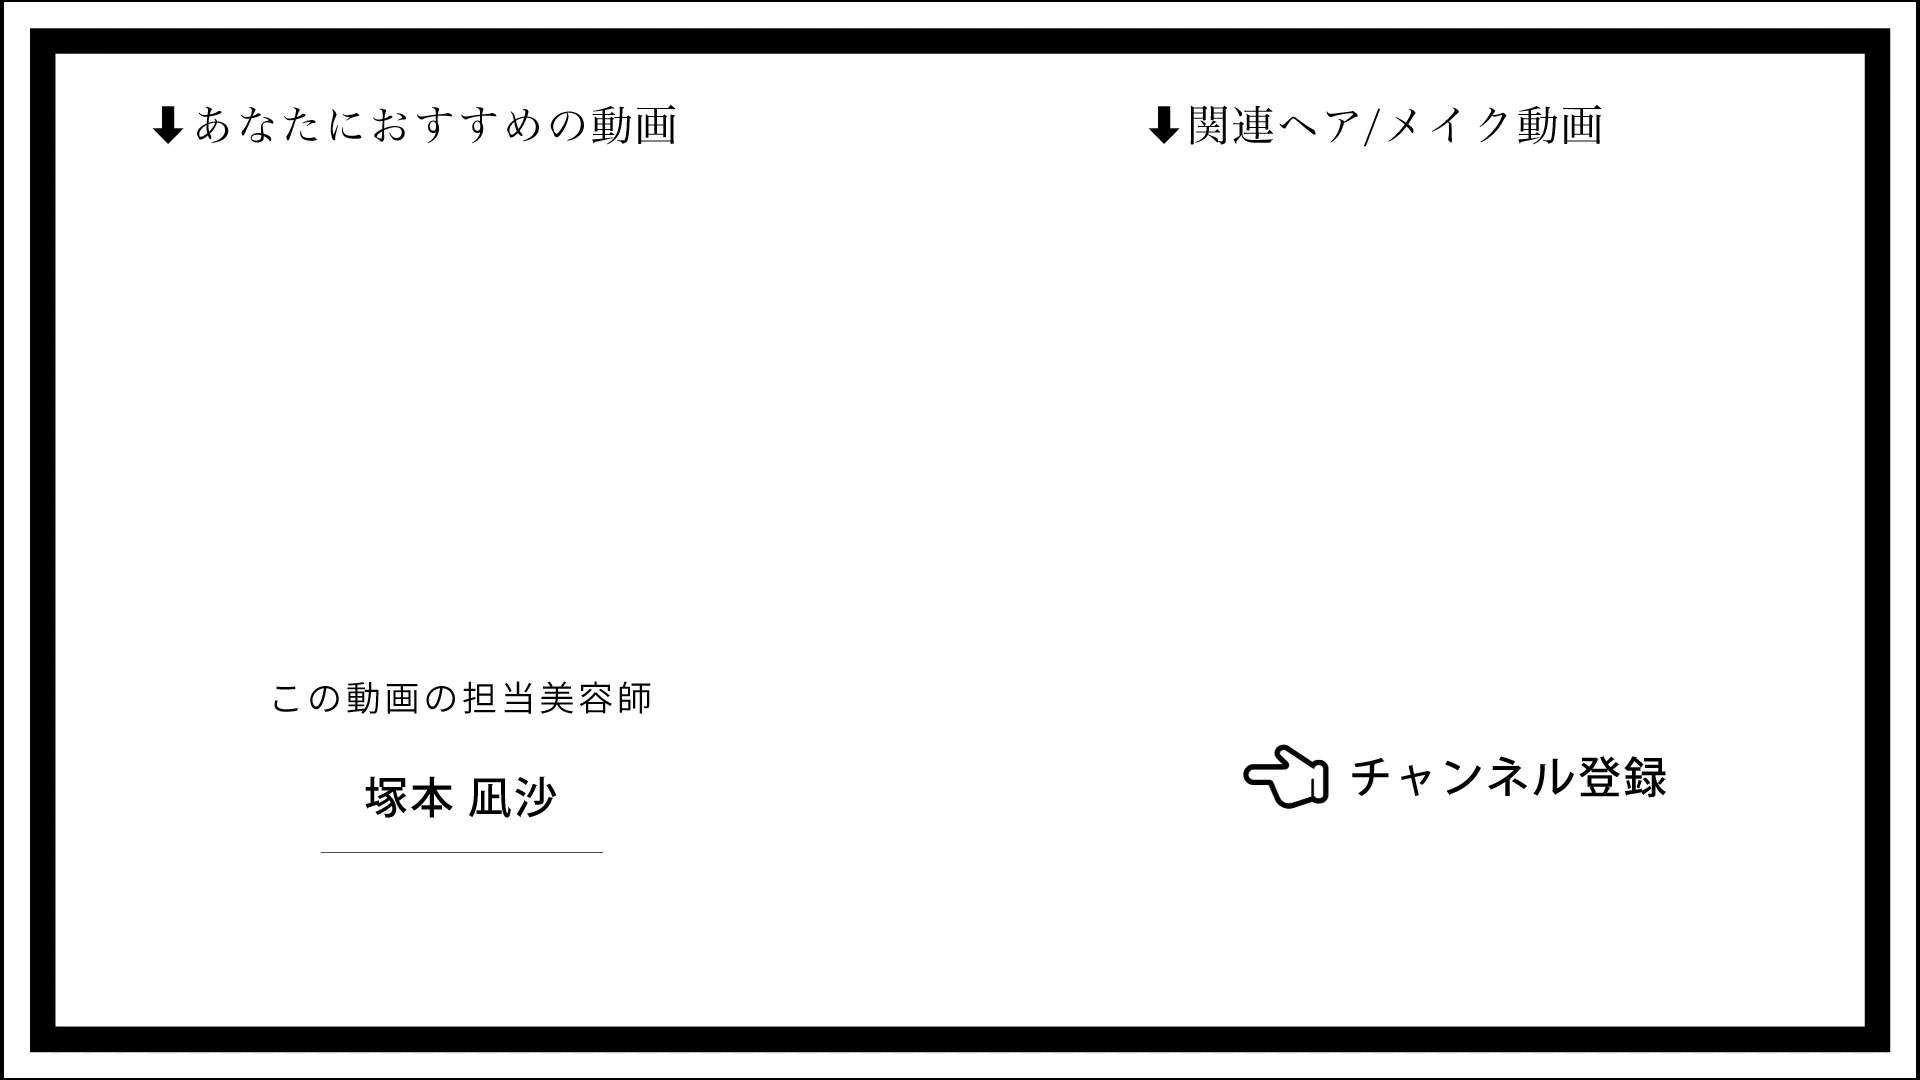 ⬇あなたにおすすめの動画
⬇関連ヘア/メイク動画
この動画の担当美容師
塚本 凪沙
チャンネル登録